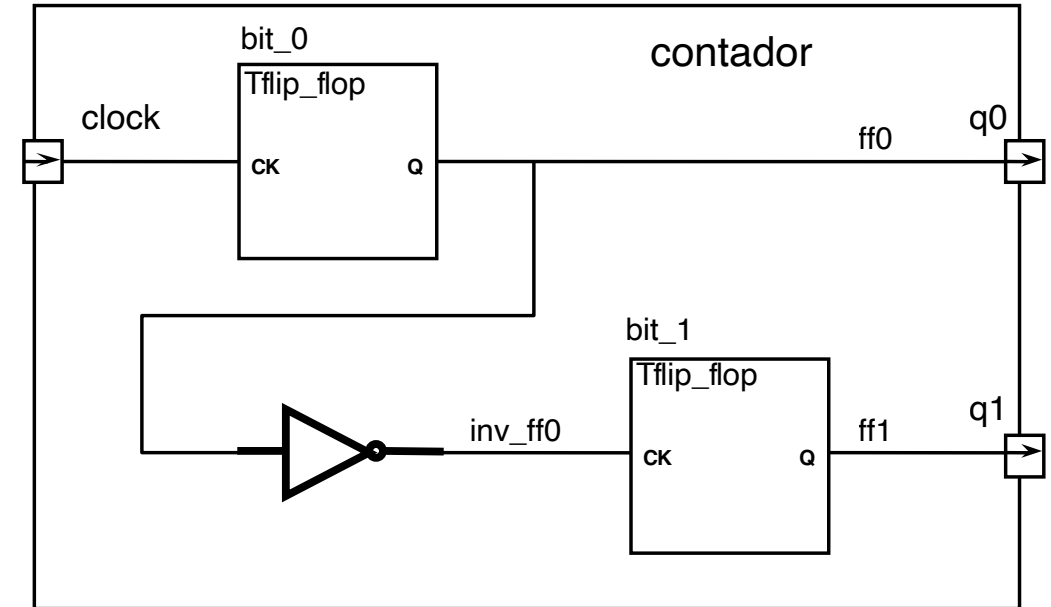 bit_0
contador
Tflip_flop
clock
ff0
q0
CK
Q
bit_1
Tflip_flop
inv_ff0
ff1
q1
CK
Q